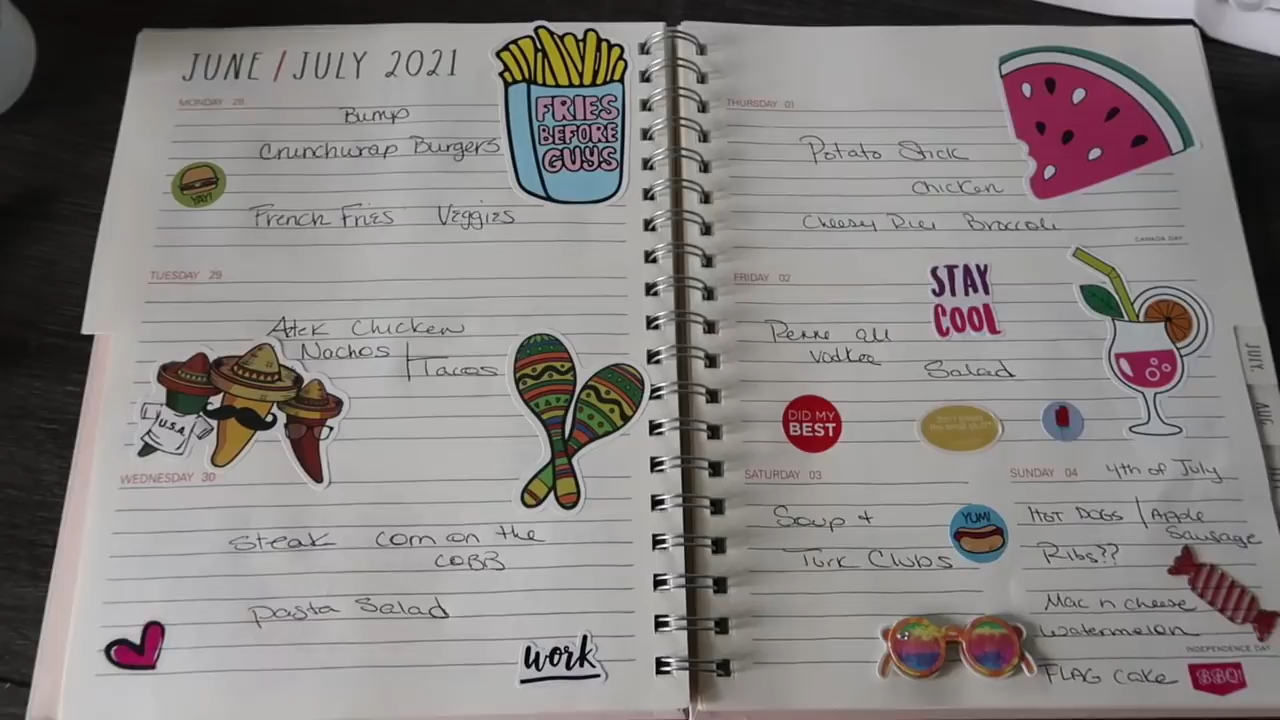 JUNE / JULY 2021
MONDAY 28
Bump
Crunchwrap Burgers
YAY!
French Fries Veggies
FRIES
BEFORE
GUYS
TUESDAY 29
Chicken
Nachos
Tacos
U.S.A.
WEDNESDAY 30
Steak corn on the
COBB
Pasta Salad
work
THURSDAY 01
Potato Stick
Chicken
Cheesy Rice Broccoli
CANADA DAY
FRIDAY 02
STAY
COOL
Penne all
vodka
Salad
DID MY
BEST
SATURDAY 03
Soup +
Turk Clubs
YUM!
SUNDAY 04 4th of July
HOT DOGS | Apple
Sausage
Ribs??
Mac n cheese
watermelon
INDEPENDENCE DAY
FLAG Cake
BBQ!
JULY
AUG